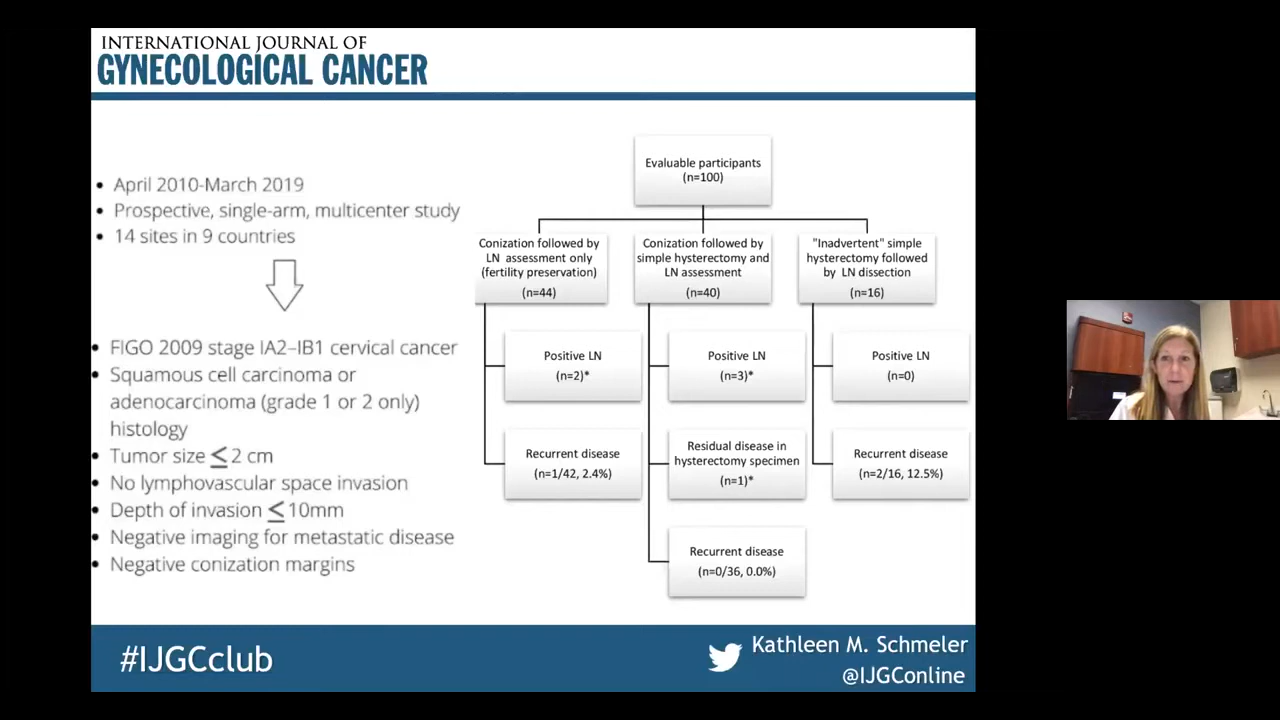 INTERNATIONAL JOURNAL OF
GYNECOLOGICAL CANCER
• April 2010-March 2019
• Prospective, single-arm, multicenter study
• 14 sites in 9 countries
• FIGO 2009 stage IA2–IB1 cervical cancer
• Squamous cell carcinoma or
adenocarcinoma (grade 1 or 2 only)
histology
• Tumor size ≤ 2 cm
• No lymphovascular space invasion
• Depth of invasion ≤ 10mm
• Negative imaging for metastatic disease
• Negative conization margins
Evaluable participants
(n=100)
Conization followed by
LN assessment only
(fertility preservation)
(n=44)
Positive LN
(n=2)*
Recurrent disease
(n=1/42, 2.4%)
Conization followed by
simple hysterectomy and
LN assessment
(n=40)
Positive LN
(n=3)*
Residual disease in
hysterectomy specimen
(n=1)*
Recurrent disease
(n=0/36, 0.0%)
"Inadvertent" simple
hysterectomy followed
by LN dissection
(n=16)
Positive LN
(n=0)
Recurrent disease
(n=2/16, 12.5%)
#IJGCclub
Kathleen M. Schmeler
@IJGConline